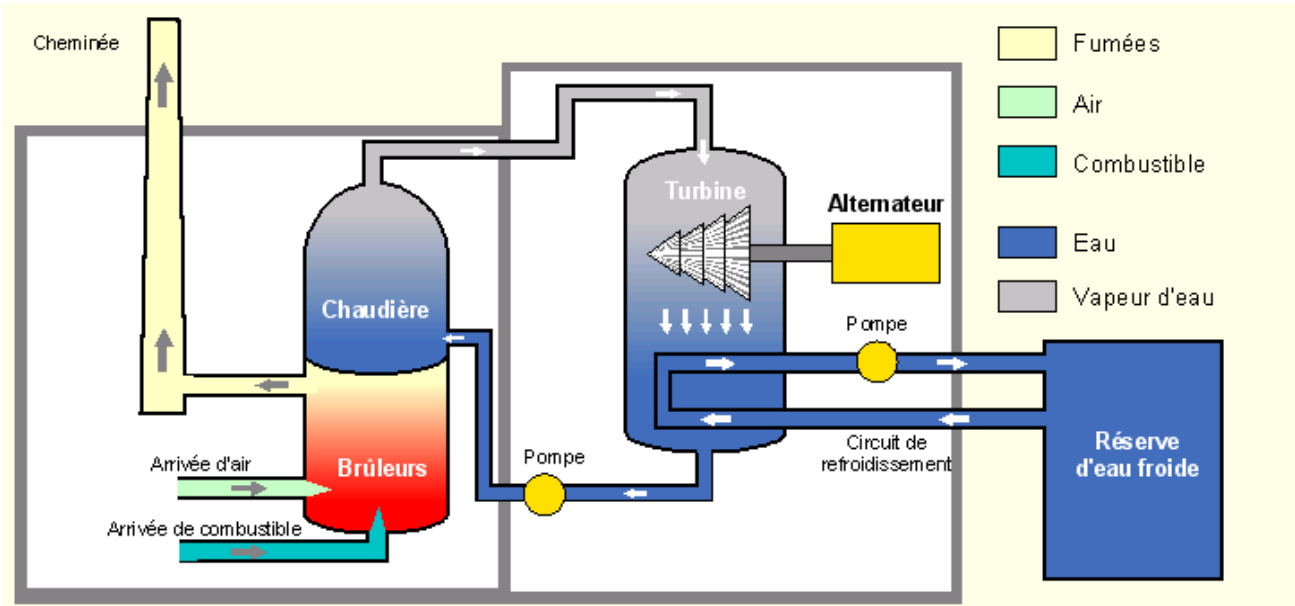 Cheminée
Fumées
Air
Combustible
Turbine
Alternateur
Eau
Vapeur d'eau
Chaudière
Pompe
Arrivée d'air
Brûleurs
Pompe
Circuit de
refroidissement
Réserve
d'eau froide
Arrivée de combustible